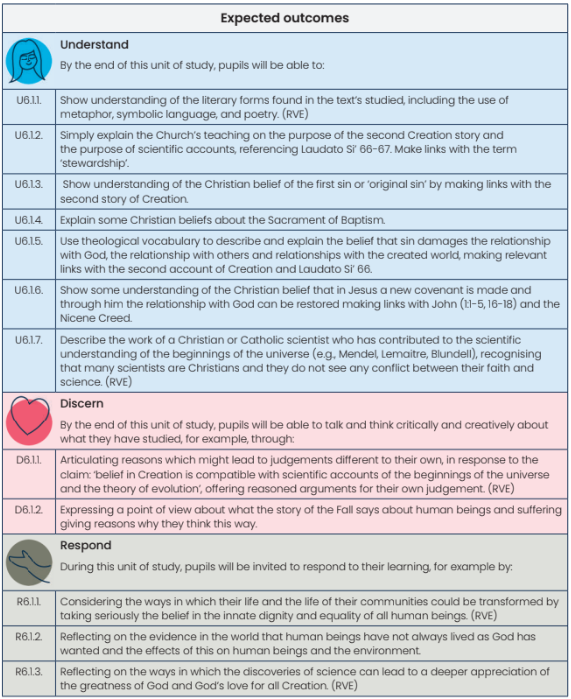 Expected outcomes
Understand
By the end of this unit of study, pupils will be able to:
U6.1.1.
Show understanding of the literary forms found in the text's studied, including the use of
metaphor, symbolic language, and poetry. (RVE)
U6.1.2.
Simply explain the Church's teaching on the purpose of the second Creation story and
the purpose of scientific accounts, referencing Laudato Si' 66-67. Make links with the term
'stewardship'.
U6.1.3.
Show understanding of the Christian belief of the first sin or 'original sin' by making links with the
second story of Creation.
U6.1.4.
Explain some Christian beliefs about the Sacrament of Baptism.
U6.1.5.
Use theological vocabulary to describe and explain the belief that sin damages the relationship
with God, the relationship with others and relationships with the created world, making relevant
links with the second account of Creation and Laudato Si' 66.
U6.1.6.
Show some understanding of the Christian belief that in Jesus a new covenant is made and
through him the relationship with God can be restored making links with John (1:1-5, 16-18) and the
Nicene Creed.
U6.1.7.
Describe the work of a Christian or Catholic scientist who has contributed to the scientific
understanding of the beginnings of the universe (e.g., Mendel, Lemaitre, Blundell), recognising
that many scientists are Christians and they do not see any conflict between their faith and
science. (RVE)
Discern
By the end of this unit of study, pupils will be able to talk and think critically and creatively about
what they have studied, for example, through:
D6.1.1.
Articulating reasons which might lead to judgements different to their own, in response to the
claim: 'belief in Creation is compatible with scientific accounts of the beginnings of the universe
and the theory of evolution', offering reasoned arguments for their own judgement. (RVE)
D6.1.2.
Expressing a point of view about what the story of the Fall says about human beings and suffering
giving reasons why they think this way.
Respond
During this unit of study, pupils will be invited to respond to their learning, for example by:
R6.1.1.
Considering the ways in which their life and the life of their communities could be transformed by
taking seriously the belief in the innate dignity and equality of all human beings. (RVE)
R6.1.2.
Reflecting on the evidence in the world that human beings have not always lived as God has
wanted and the effects of this on human beings and the environment.
R6.1.3.
Reflecting on the ways in which the discoveries of science can lead to a deeper appreciation of
the greatness of God and God's love for all Creation. (RVE)